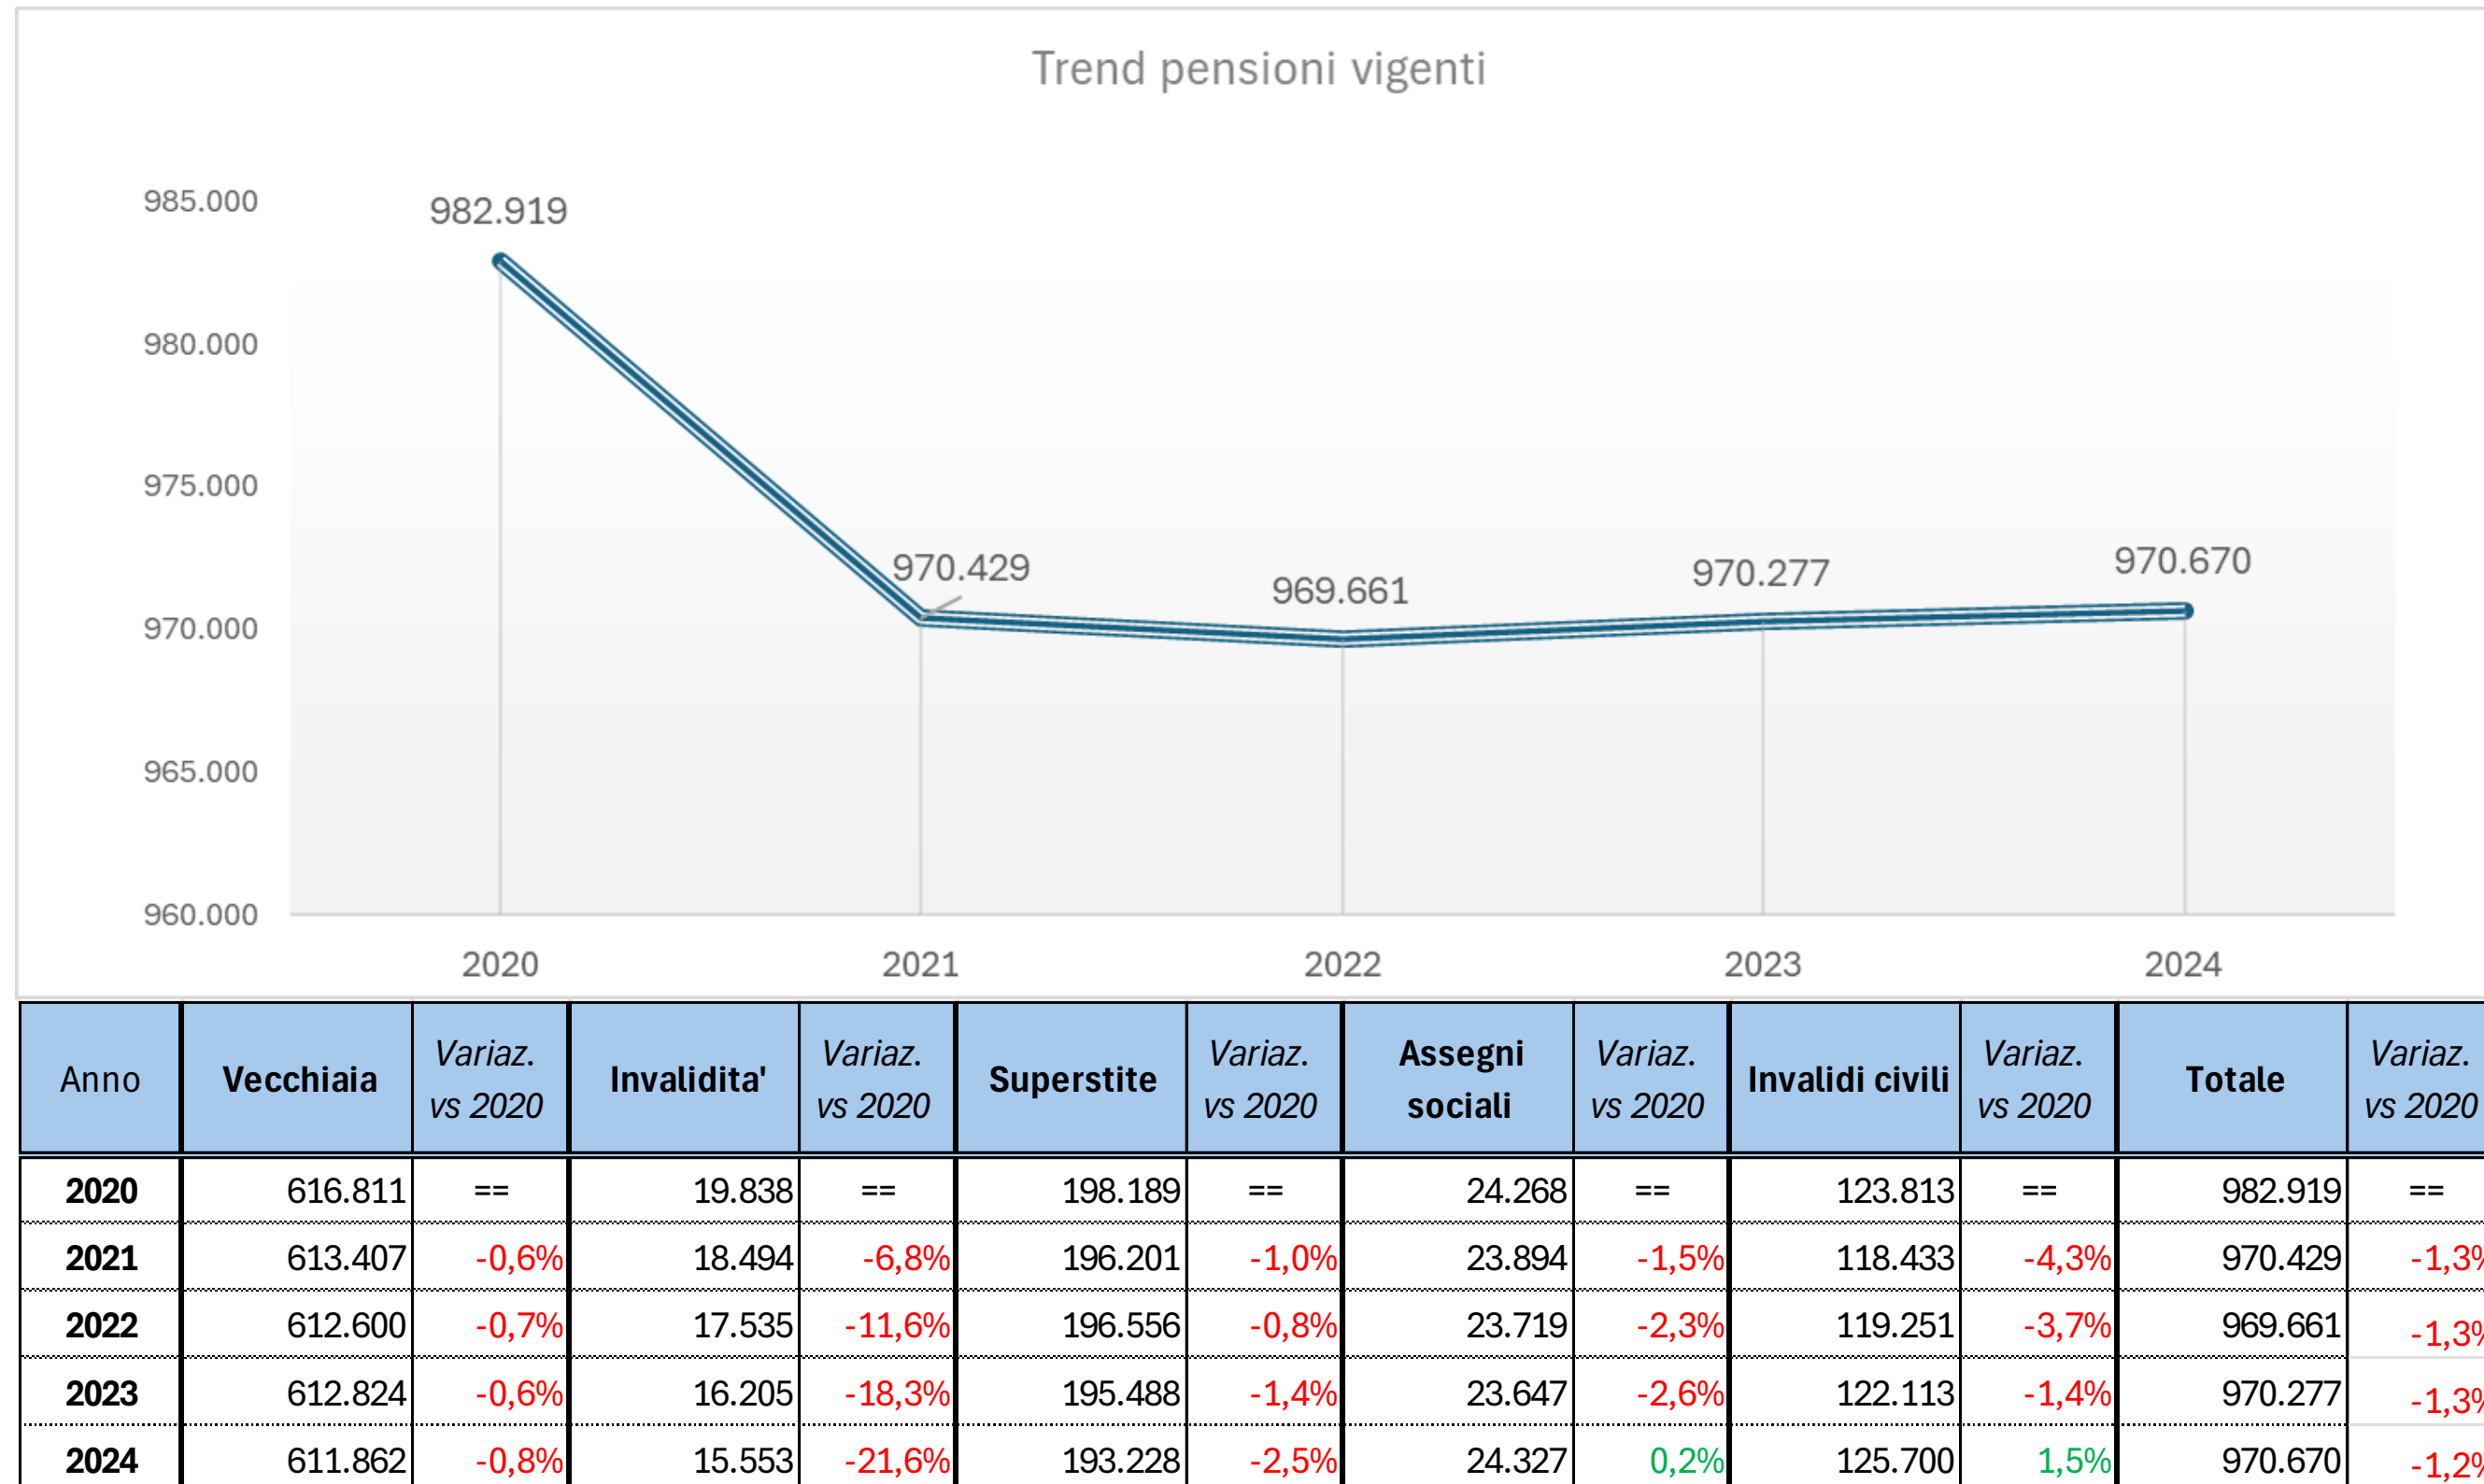 Trend pensioni vigenti
985.000
980.000
975.000
970.000
965.000
960.000
982.919
970.429
969.661
970.277
970.670
2020 2021 2022 2023 2024
Anno Vecchiaia Variaz. vs 2020 Invalidita' Variaz. vs 2020 Superstite Variaz. vs 2020 Assegni sociali Variaz. vs 2020 Invalidi civili Variaz. vs 2020 Totale Variaz. vs 2020
2020 616.811 == 19.838 == 198.189 == 24.268 == 123.813 == 982.919 ==
2021 613.407 -0,6% 18.494 -6,8% 196.201 -1,0% 23.894 -1,5% 118.433 -4,3% 970.429 -1,3%
2022 612.600 -0,7% 17.535 -11,6% 196.556 -0,8% 23.719 -2,3% 119.251 -3,7% 969.661 -1,3%
2023 612.824 -0,6% 16.205 -18,3% 195.488 -1,4% 23.647 -2,6% 122.113 -1,4% 970.277 -1,3%
2024 611.862 -0,8% 15.553 -21,6% 193.228 -2,5% 24.327 0,2% 125.700 1,5% 970.670 -1,2%